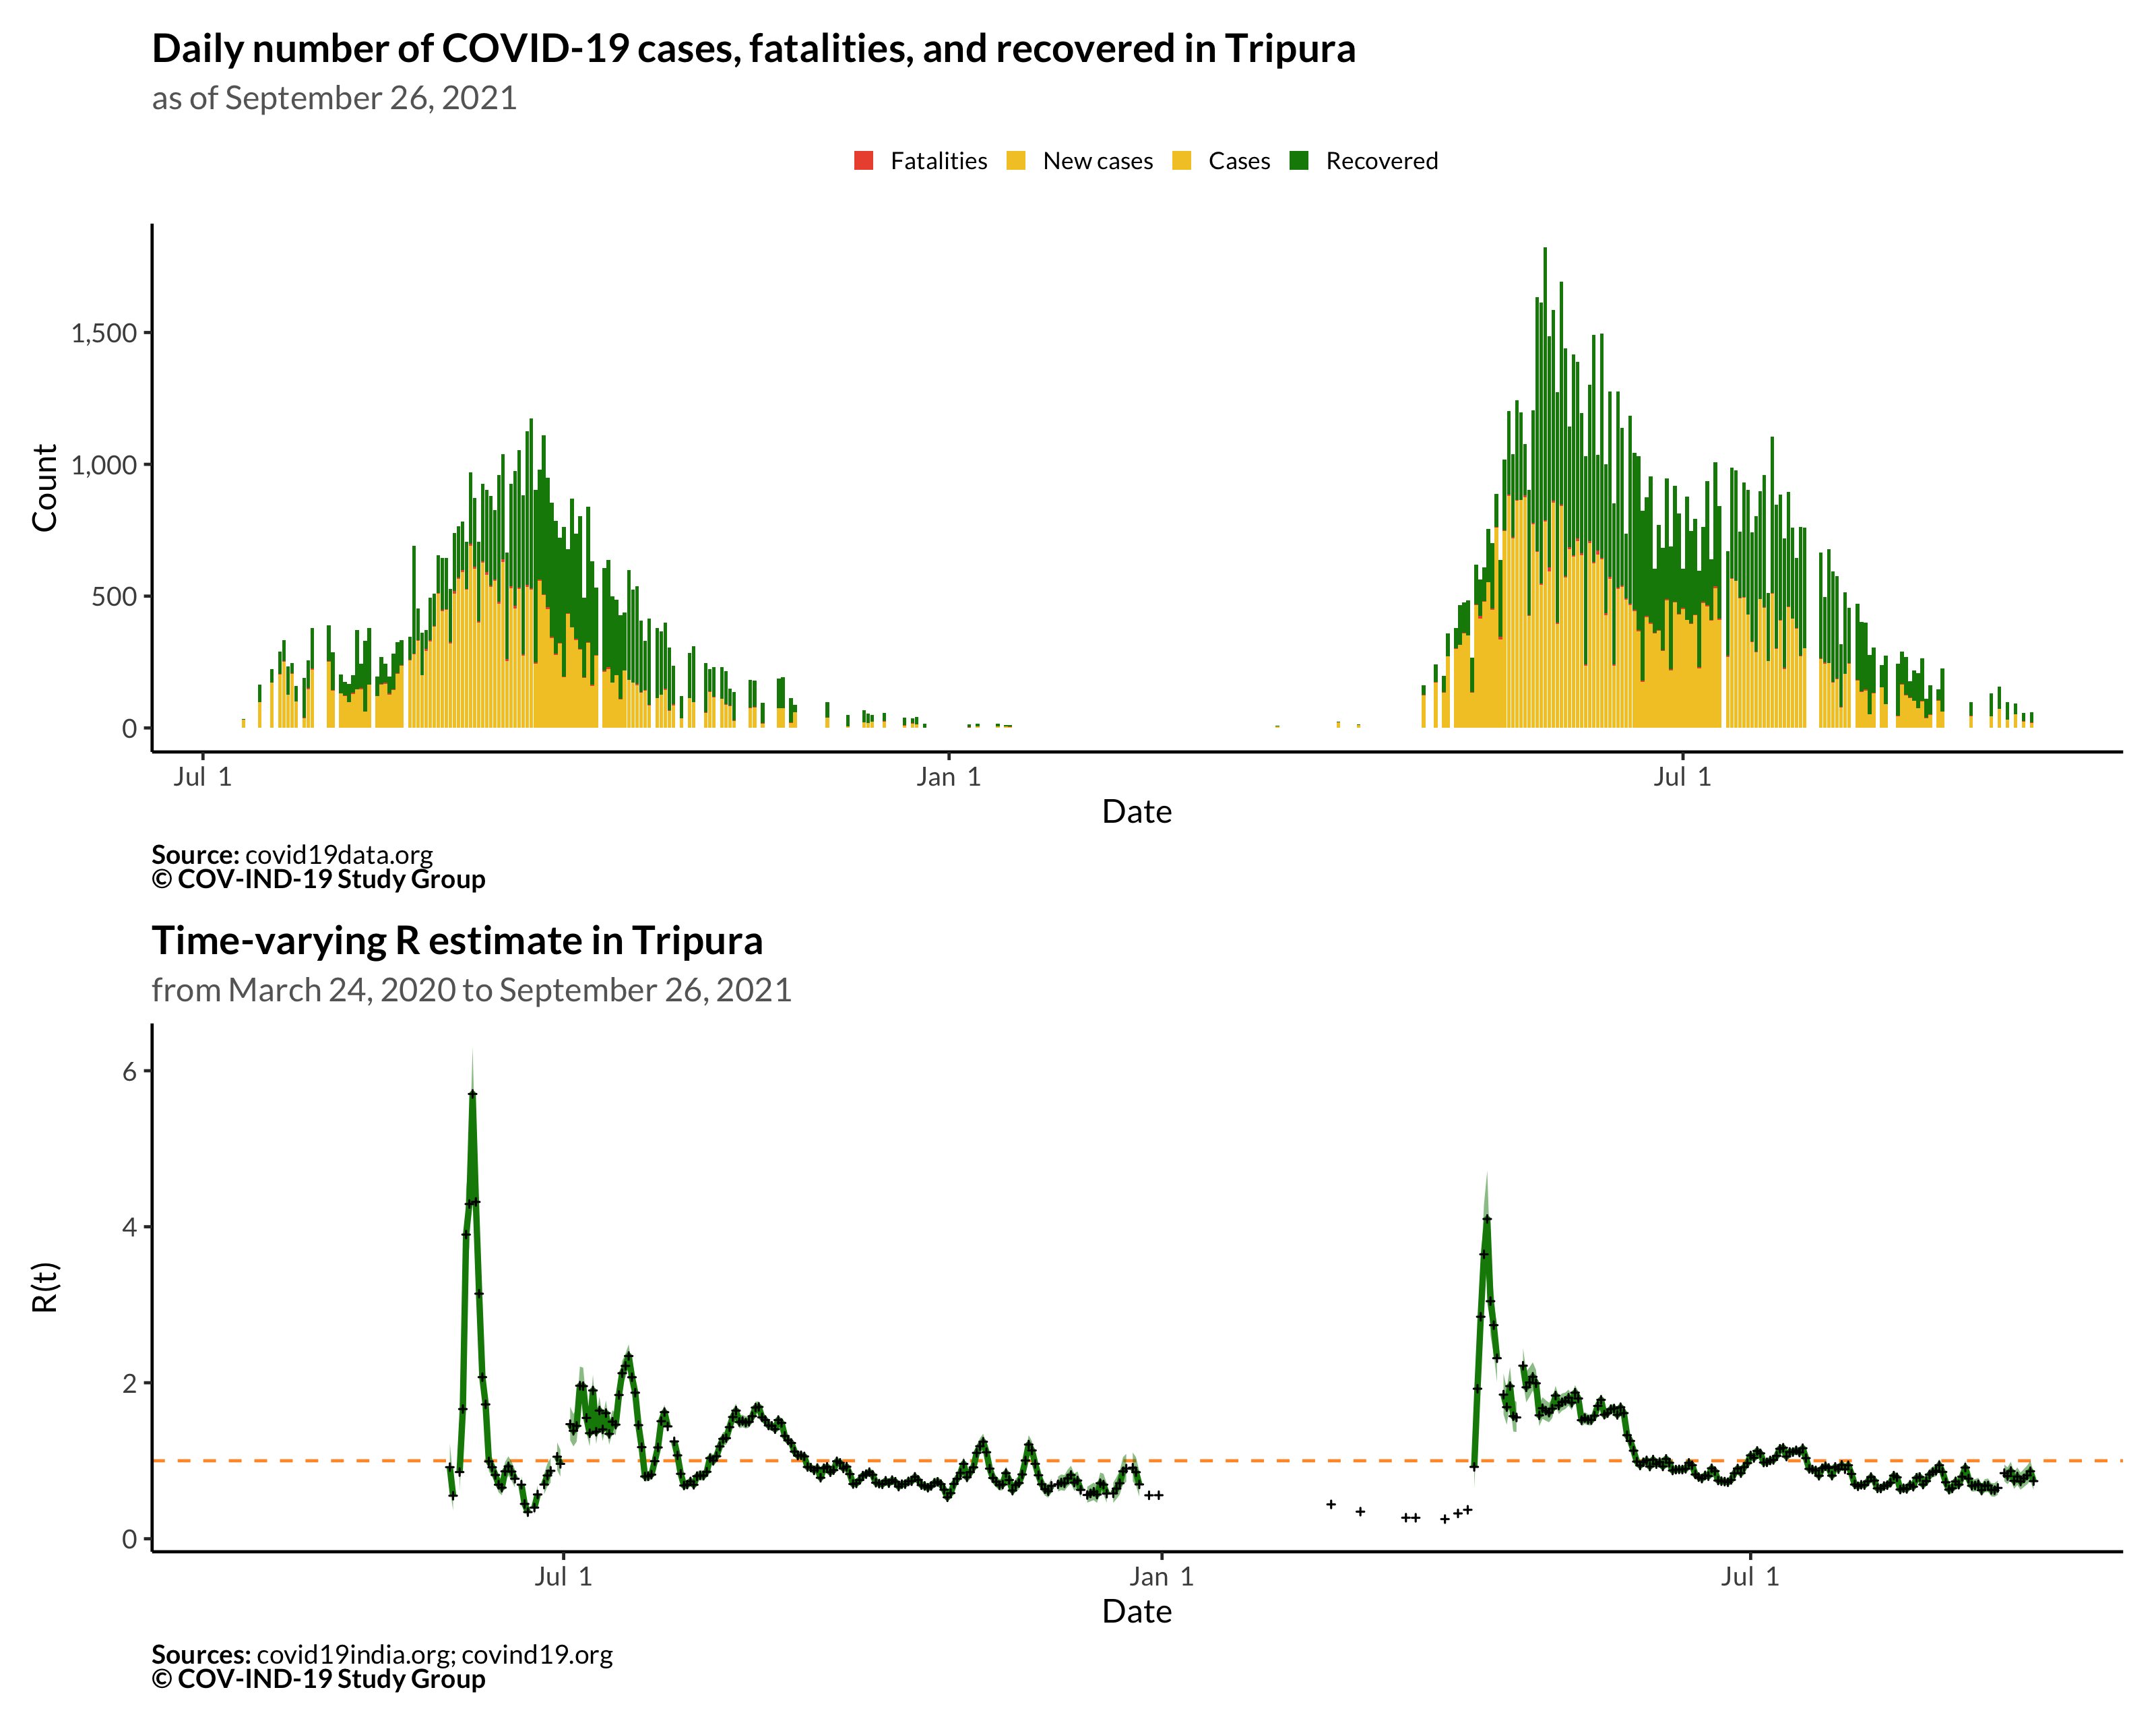 Daily number of COVID-19 cases, fatalities, and recovered in Tripura
as of September 26, 2021
Fatalities New cases Cases Recovered
Count
1,500
1,000
500
0
Jul 1 Jan 1 Jul 1
Date
Source: covid19data.org
© COV-IND-19 Study Group
Time-varying R estimate in Tripura
from March 24, 2020 to September 26, 2021
R(t)
6
4
2
0
Jul 1 Jan 1 Jul 1
Date
Sources: covid19india.org; covind19.org
© COV-IND-19 Study Group